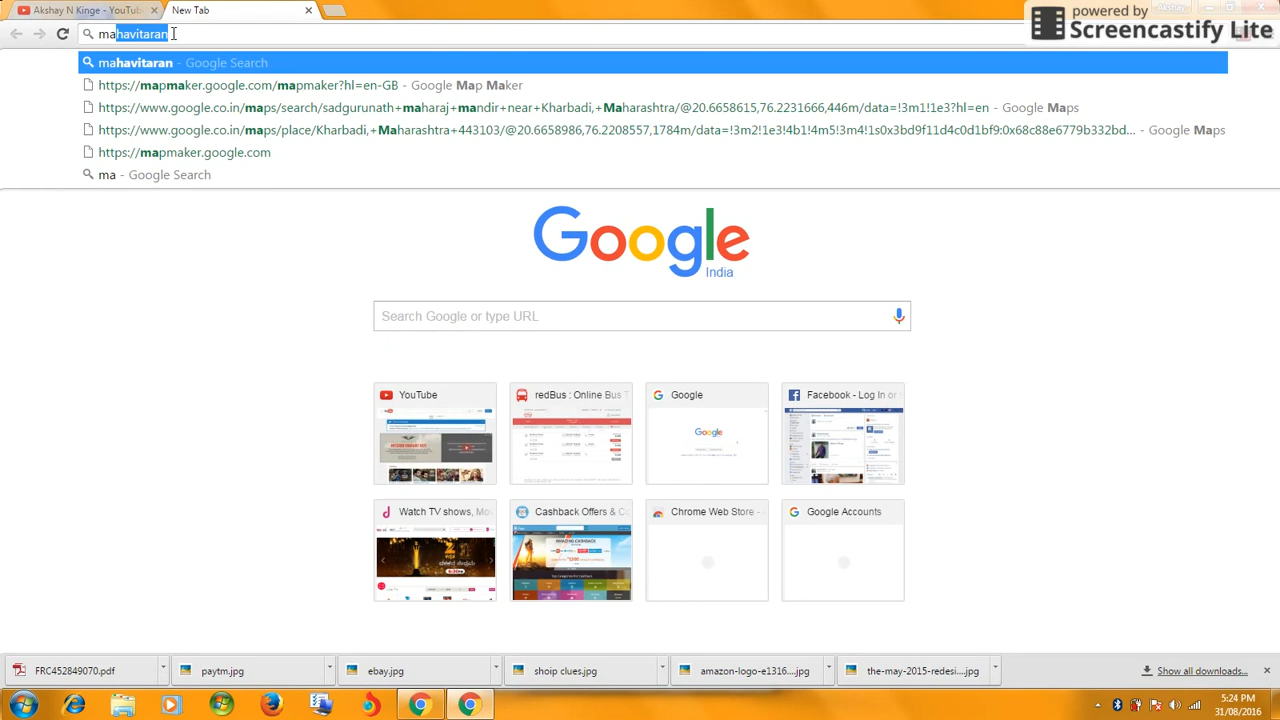 Akshay N Kinge - YouTub
New Tab
Akshay
powered by
Screencastify Lite
mahavitaran
mahavitaran - Google Search
https://mapmaker.google.com/mapmaker?hl=en-GB - Google Map Maker
https://www.google.co.in/maps/search/sadgurunath+maharaj+mandir+near+Kharbadi,+Maharashtra/@20.6658615,76.2231666,446m/data=!3m1!1e3?hl=en - Google Maps
https://www.google.co.in/maps/place/Kharbadi,+Maharashtra+443103/@20.6658986,76.2208557,1784m/data=!3m2!1e3!4b1!4m5!3m4!1s0x3bd9f11d4c0d1bf9:0x68c88e6779b332bd... - Google Maps
https://mapmaker.google.com
ma - Google Search
Google
India
Search Google or type URL
YouTube
redBus : Online Bus T
Google
Facebook - Log In or
Watch TV shows, Mo
Cashback Offers & C
Chrome Web Store -
Google Accounts
FRC452849070.pdf
paytm.jpg
ebay.jpg
shoip clues.jpg
amazon-logo-e1316....jpg
the-may-2015-redesi....jpg
Show all downloads...
5:24 PM
31/08/2016